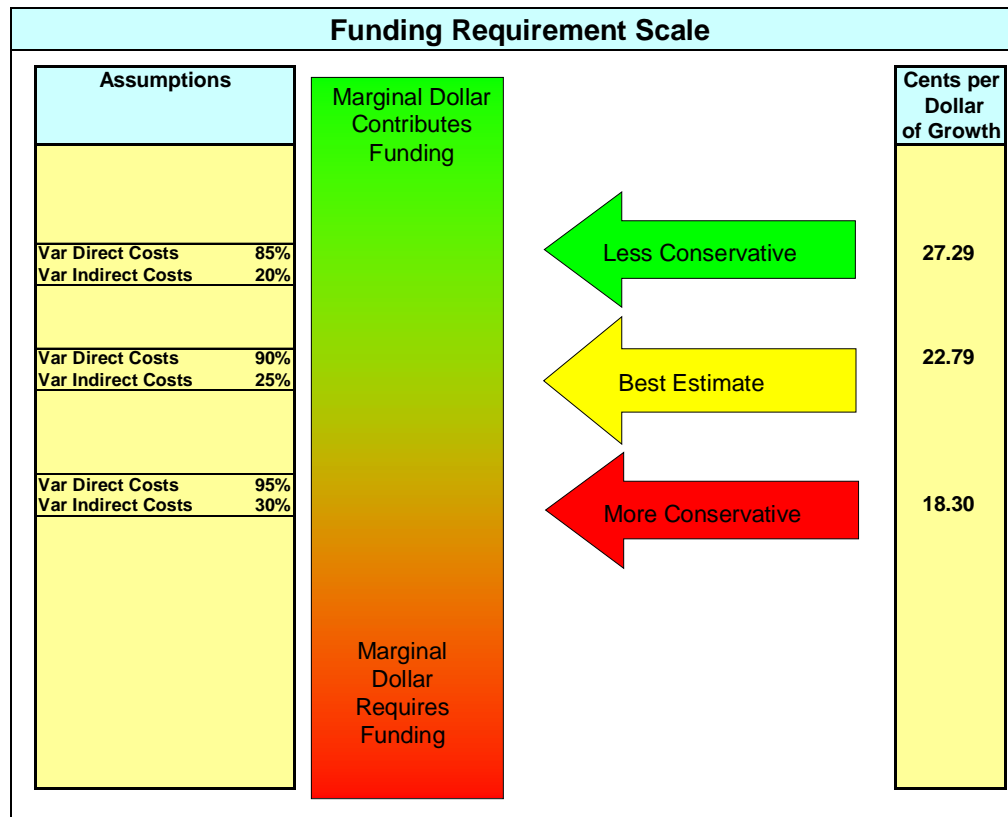 Funding Requirement Scale
Assumptions
Marginal Dollar
Contributes
Funding
Cents per
Dollar
of Growth
Var Direct Costs 85%
Var Indirect Costs 20%
Less Conservative
27.29
Var Direct Costs 90%
Var Indirect Costs 25%
Best Estimate
22.79
Var Direct Costs 95%
Var Indirect Costs 30%
More Conservative
18.30
Marginal
Dollar
Requires
Funding